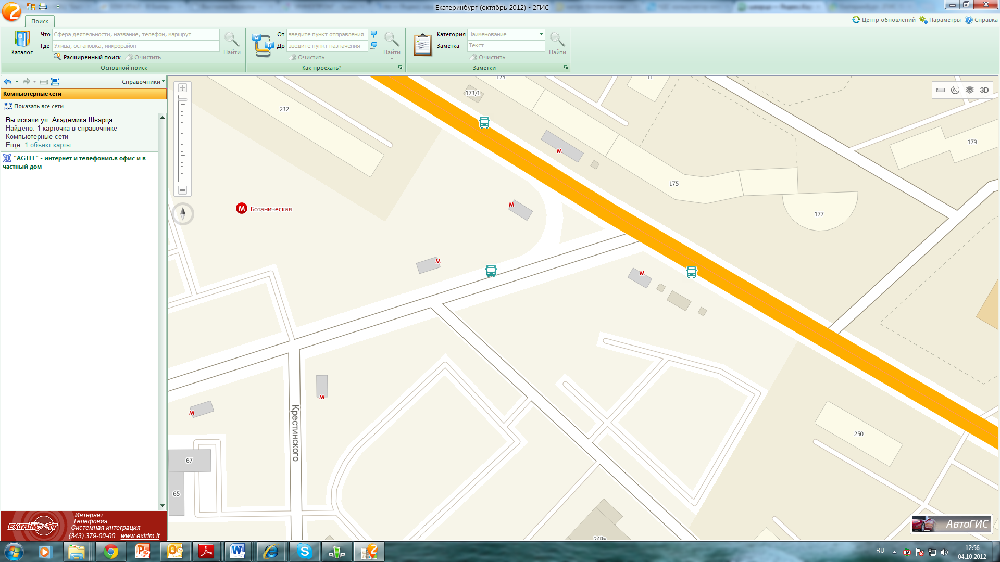 Екатеринбург (октябрь 2012) - 2ГИС
Поиск
Центр обновлений
Параметры
Справка
Каталог
Что
Сфера деятельности, название, телефон, маршрут
Где
Улица, остановка, микрорайон
Расширенный поиск
Очистить
Найти
Основной поиск
A
B
От
введите пункт отправления
До
введите пункт назначения
Очистить
Найти
Как проехать?
Категория
Наименование
Заметка
Текст
Очистить
Найти
Заметки
Справочники
Компьютерные сети
Показать все сети
Вы искали ул. Академика Шварца
Найдено: 1 карточка в справочнике
Компьютерные сети
Ещё: 1 объект карты
"AGTEL" - интернет и телефония.в офис и в
частный дом
EXTRIM IT
Интернет
Телефония
Системная интеграция
(343) 379-00-00 www.extrim.it
173
11
173/1
232
3D
179
М
175
М
М Ботаническая
177
М
М
М
М
Крестинского
250
67
65
248а
АвтоГИС
RU
12:56
04.10.2012